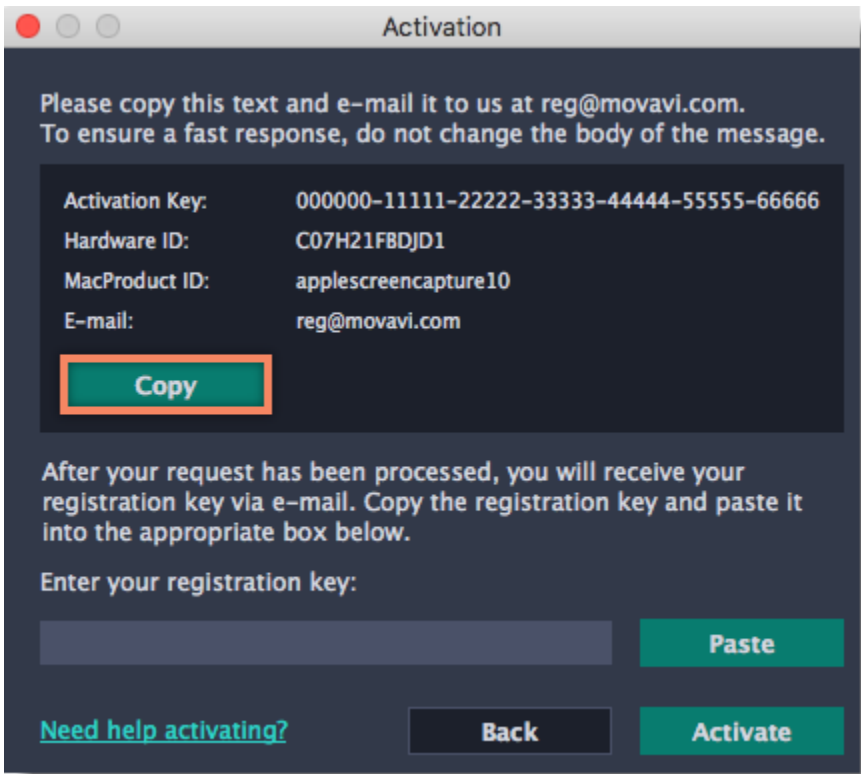 Activation
Please copy this text and e-mail it to us at reg@movavi.com.
To ensure a fast response, do not change the body of the message.
Activation Key: 000000-11111-22222-33333-44444-55555-66666
Hardware ID: C07H21FBDJD1
MacProduct ID: applescreencapture10
E-mail: reg@movavi.com
Copy
After your request has been processed, you will receive your
registration key via e-mail. Copy the registration key and paste it
into the appropriate box below.
Enter your registration key:
Paste
Need help activating? Back Activate